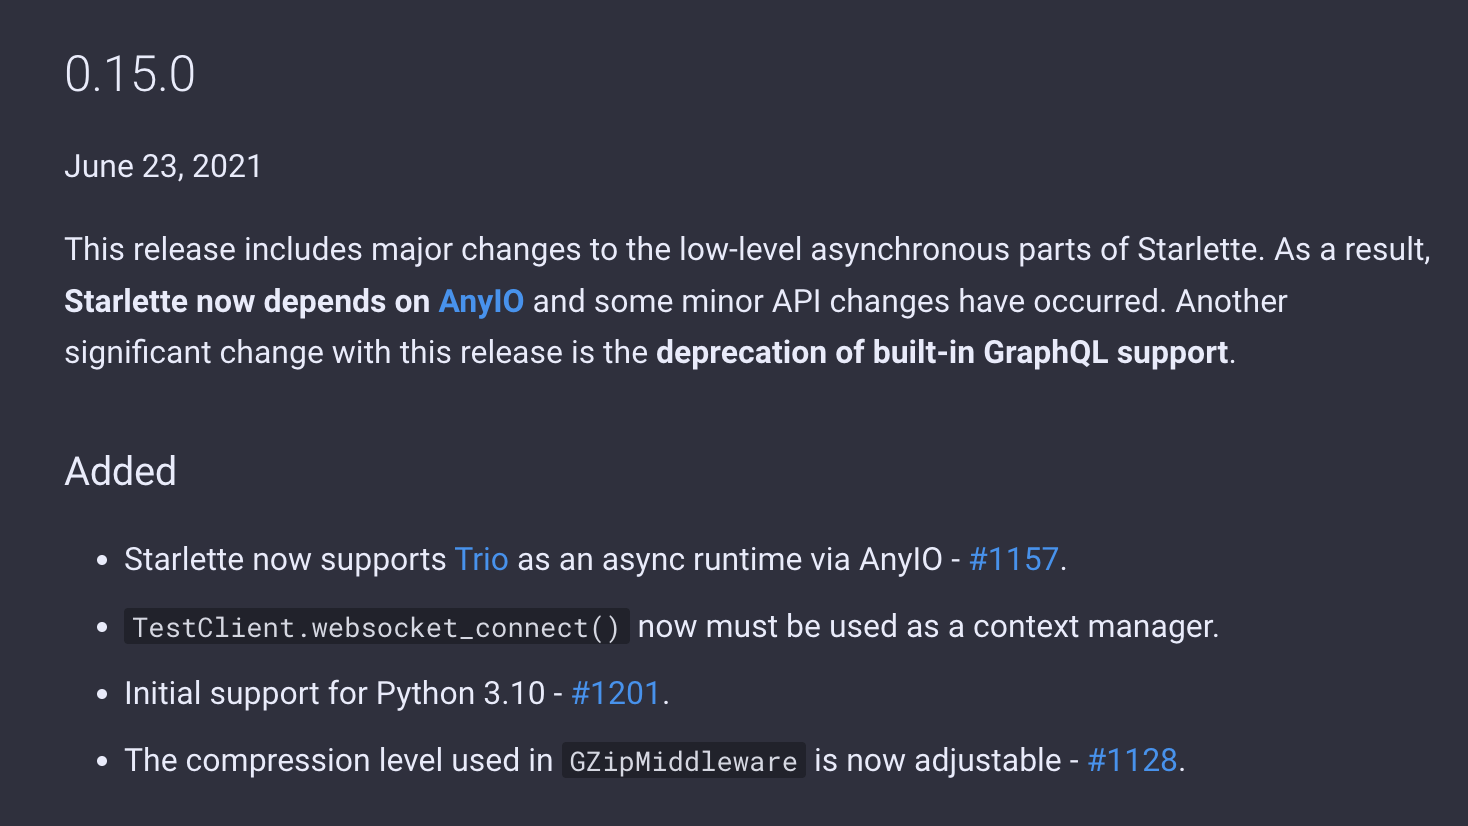 0.15.0
June 23, 2021
This release includes major changes to the low-level asynchronous parts of Starlette. As a result,
Starlette now depends on AnyIO and some minor API changes have occurred. Another
significant change with this release is the deprecation of built-in GraphQL support.
Added
• Starlette now supports Trio as an async runtime via AnyIO - #1157.
• TestClient.websocket_connect() now must be used as a context manager.
• Initial support for Python 3.10 - #1201.
• The compression level used in GZipMiddleware is now adjustable - #1128.